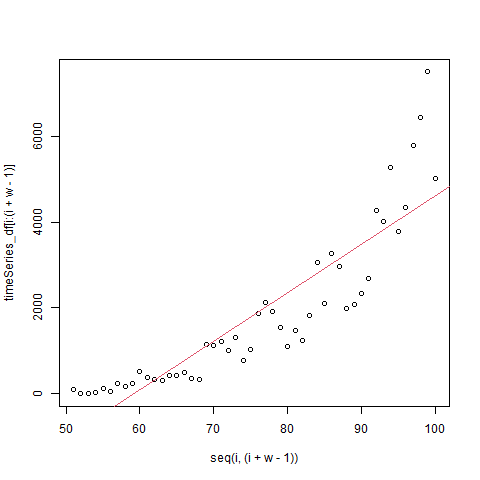 timeSeries_df[i:(i + w - 1)]
6000
4000
2000
0
50 60 70 80 90 100
seq(i, (i + w - 1))